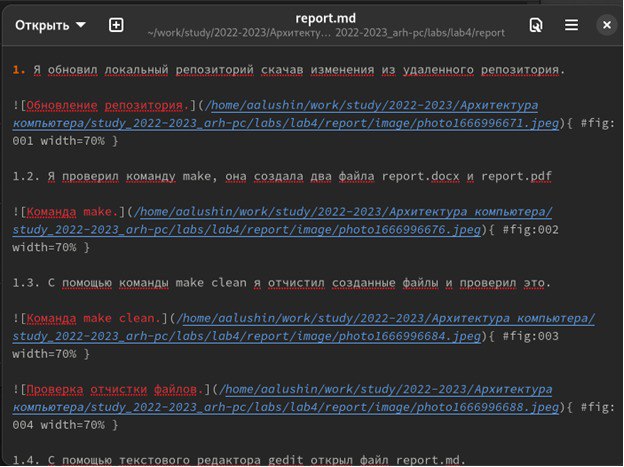 Открыть
report.md
~/work/study/2022-2023/Архитекту… 2022-2023_arh-pc/labs/lab4/report
1. Я обновил локальный репозиторий скачав изменения из удаленного репозитория.
![Обновление репозитория.](/home/aalushin/work/study/2022-2023/Архитектура
компьютера/study_2022-2023_arh-pc/labs/lab4/report/image/photo1666996671.jpeg){ #fig:
001 width=70% }
1.2. Я проверил команду make, она создала два файла report.docx и report.pdf
![Команда make.](/home/aalushin/work/study/2022-2023/Архитектура компьютера/
study_2022-2023_arh-pc/labs/lab4/report/image/photo1666996676.jpeg){ #fig:002
width=70% }
1.3. С помощью команды make clean я отчистил созданные файлы и проверил это.
![Команда make clean.](/home/aalushin/work/study/2022-2023/Архитектура компьютера/
study_2022-2023_arh-pc/labs/lab4/report/image/photo1666996684.jpeg){ #fig:003
width=70% }
![Проверка отчистки файлов.](/home/aalushin/work/study/2022-2023/Архитектура
компьютера/study_2022-2023_arh-pc/labs/lab4/report/image/photo1666996688.jpeg){ #fig:
004 width=70% }
1.4. С помощью текстового редактора gedit открыл файл report.md.